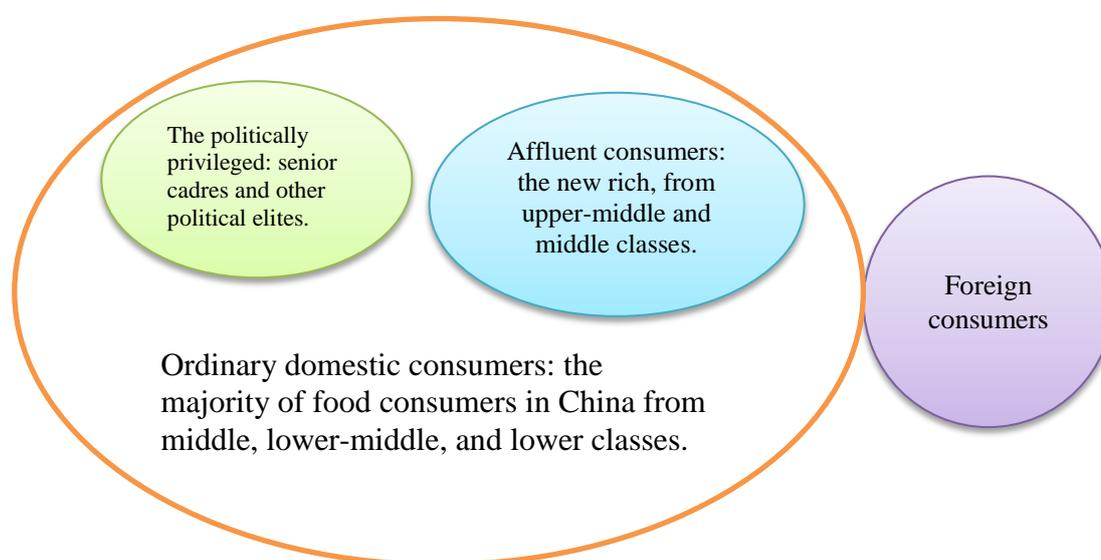 The politically
privileged: senior
cadres and other
political elites.
Affluent consumers:
the new rich, from
upper-middle and
middle classes.
Foreign
consumers
Ordinary domestic consumers: the
majority of food consumers in China from
middle, lower-middle, and lower classes.